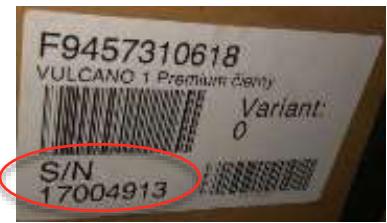 F9457310618
VULCANO 1 Premium čierny
Variant:
0
S/N
17004913